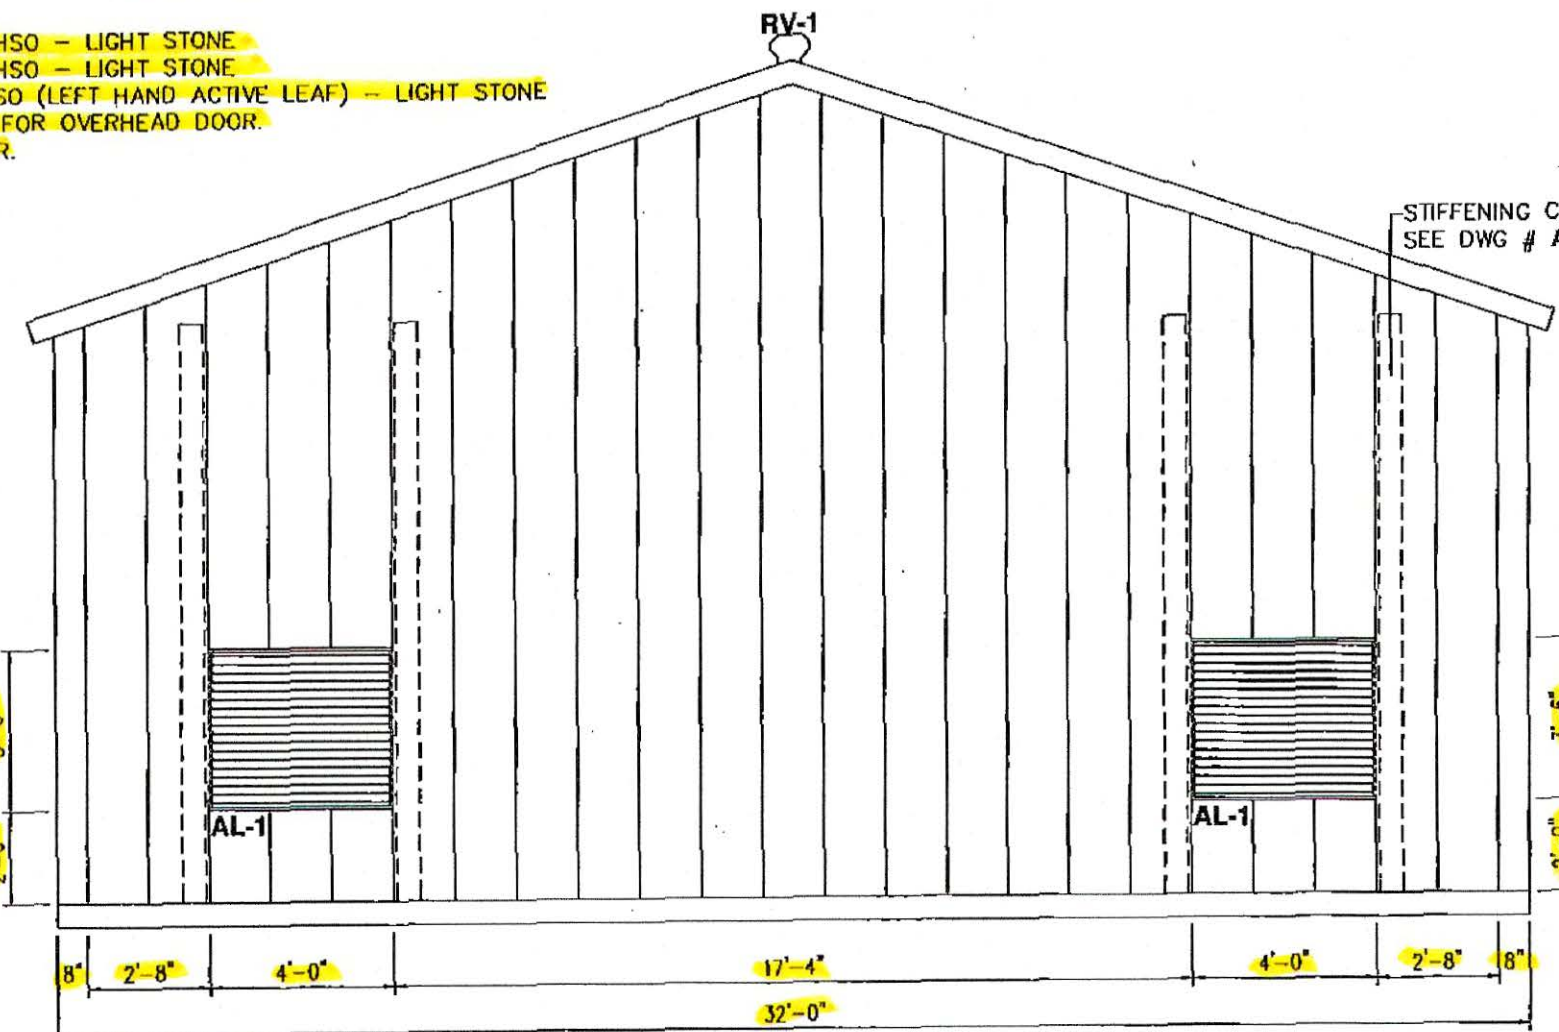 HSO – LIGHT STONE
HSO – LIGHT STONE
SO (LEFT HAND ACTIVE LEAF) – LIGHT STONE
FOR OVERHEAD DOOR.
R.
RV-1
STIFFENING C
SEE DWG # A
AL-1
AL-1
2'-0"
8"
2'-8"
4'-0"
17'-4"
4'-0"
2'-8"
8"
32'-0"